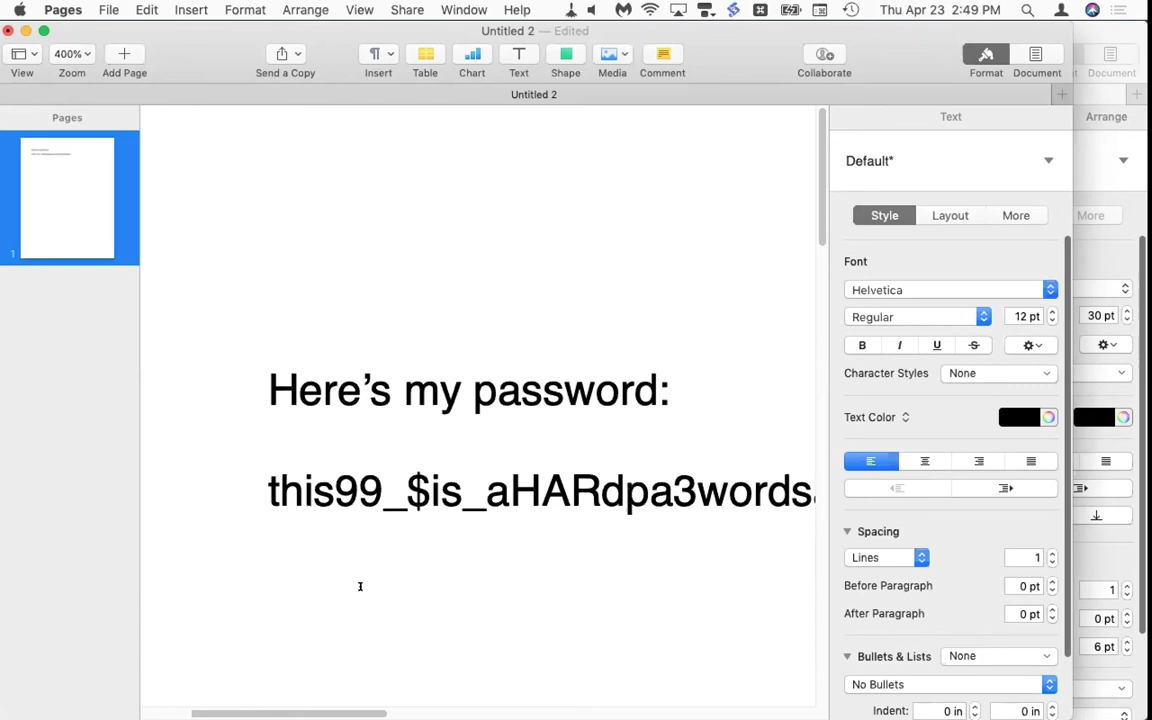 Pages File Edit Insert Format Arrange View Share Window Help Thu Apr 23 2:49 PM
Untitled 2 — Edited
400%
View Zoom Add Page Send a Copy Insert Table Chart Text Shape Media Comment Collaborate Format Document Document
Untitled 2
Pages Text Arrange
1
Default*
Style Layout More More
Font
Helvetica
Regular 12 pt 30 pt
B I U S
Character Styles None
Text Color
Here’s my password:
this99_$is_aHARdpa3words
Spacing
Lines 1
Before Paragraph 0 pt 1
After Paragraph 0 pt 0 pt
6 pt
Bullets & Lists None
No Bullets
Indent: 0 in 0 in